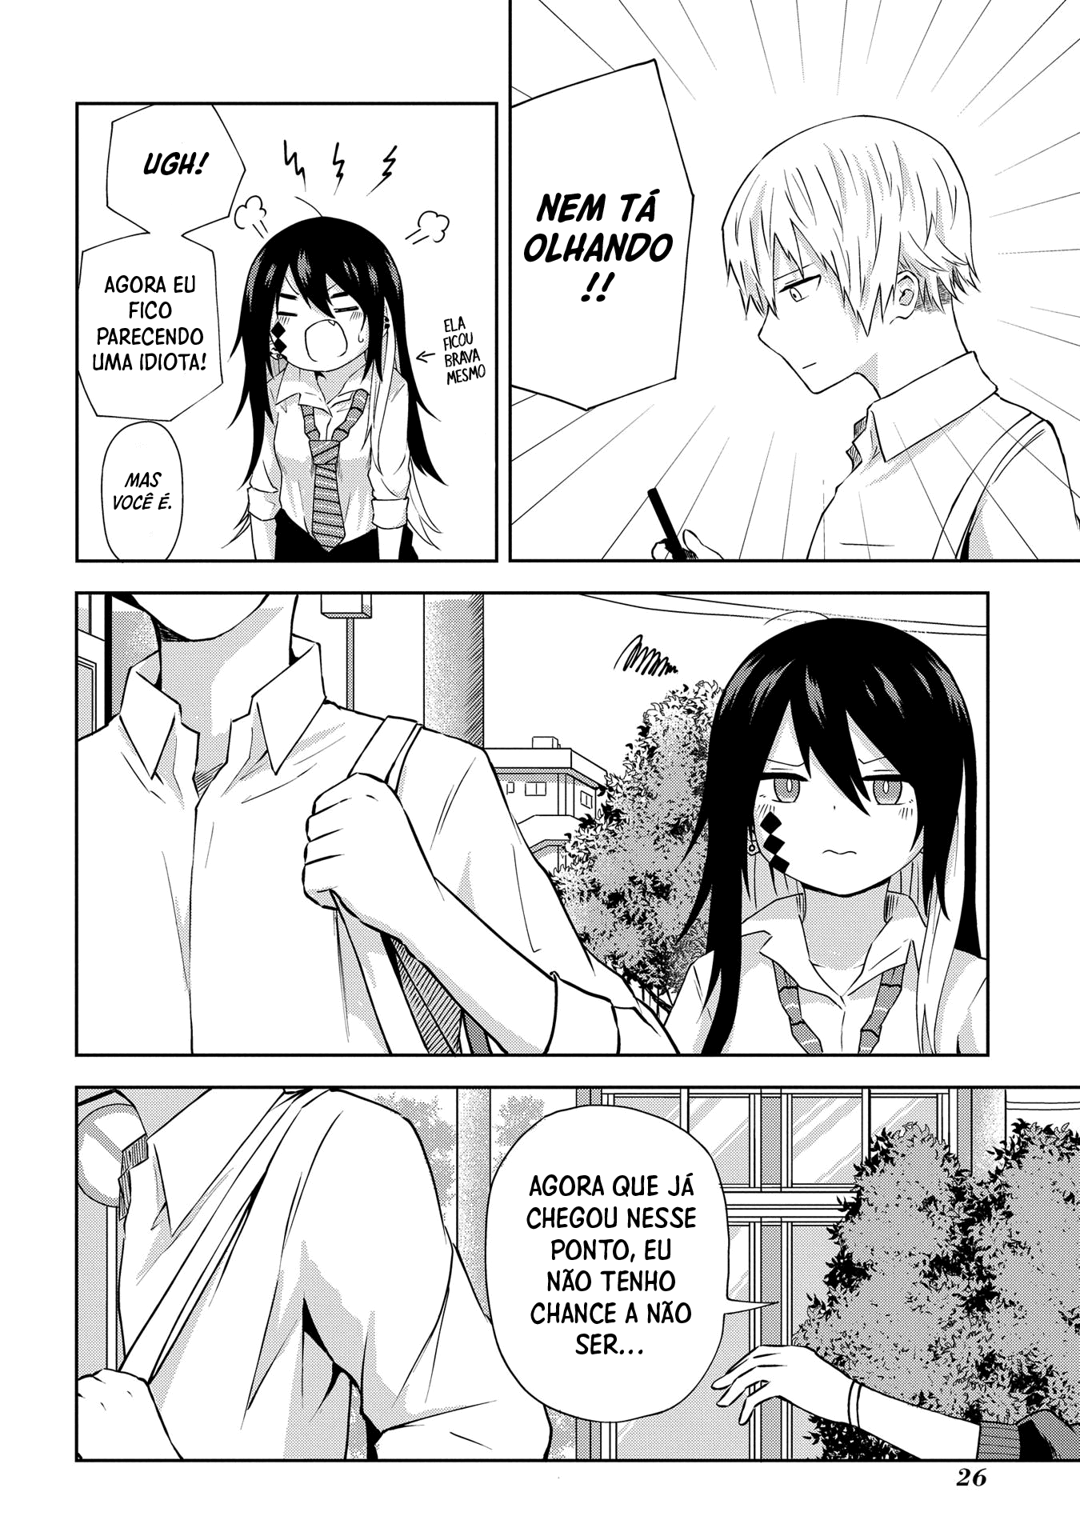 NEM TÁ
OLHANDO
!!
UGH!
AGORA EU
FICO
PARECENDO
UMA IDIOTA!
ELA
FICOU
BRAVA
MESMO
MAS
VOCÊ É.
AGORA QUE JÁ
CHEGOU NESSE
PONTO, EU
NÃO TENHO
CHANCE A NÃO
SER...
26